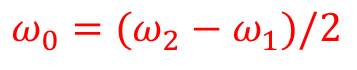 ω₀ = (ω₂ − ω₁)/2